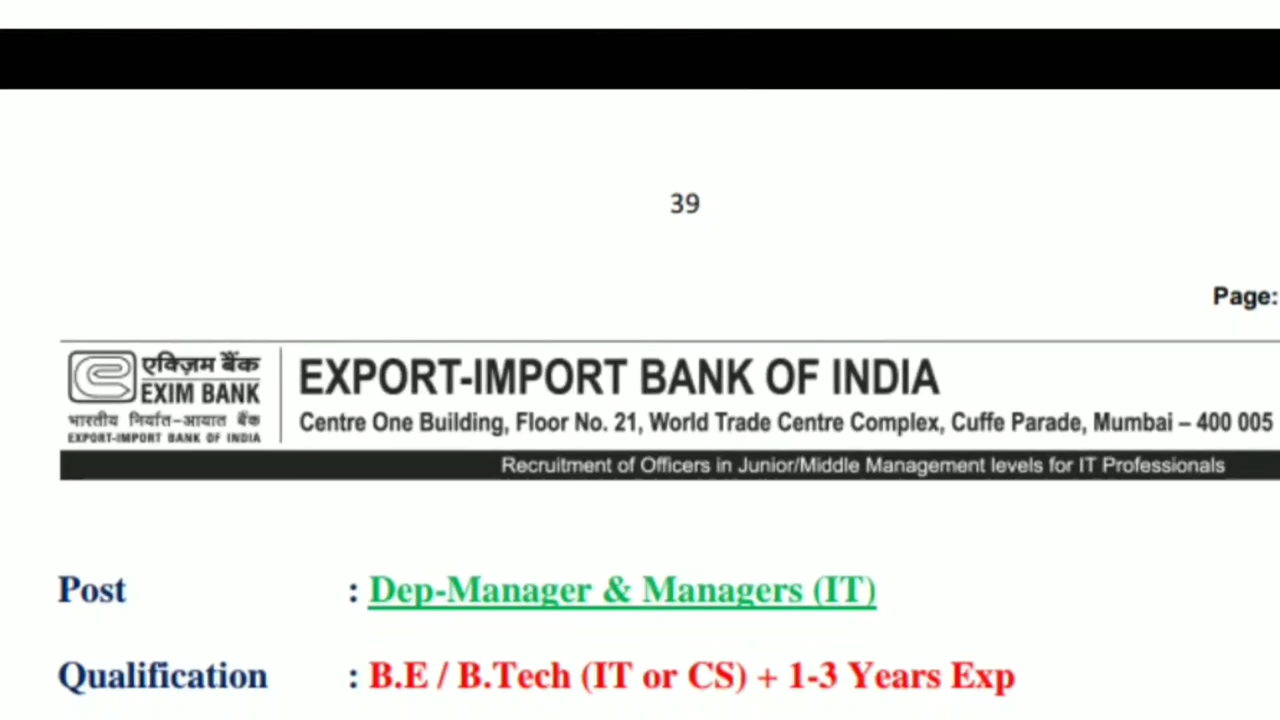 39
Page:
एक्ज़िम बैंक
EXIM BANK
भारतीय निर्यात-आयात बैंक
EXPORT-IMPORT BANK OF INDIA
EXPORT-IMPORT BANK OF INDIA
Centre One Building, Floor No. 21, World Trade Centre Complex, Cuffe Parade, Mumbai – 400 005
Recruitment of Officers in Junior/Middle Management levels for IT Professionals
Post : Dep-Manager & Managers (IT)
Qualification : B.E / B.Tech (IT or CS) + 1-3 Years Exp